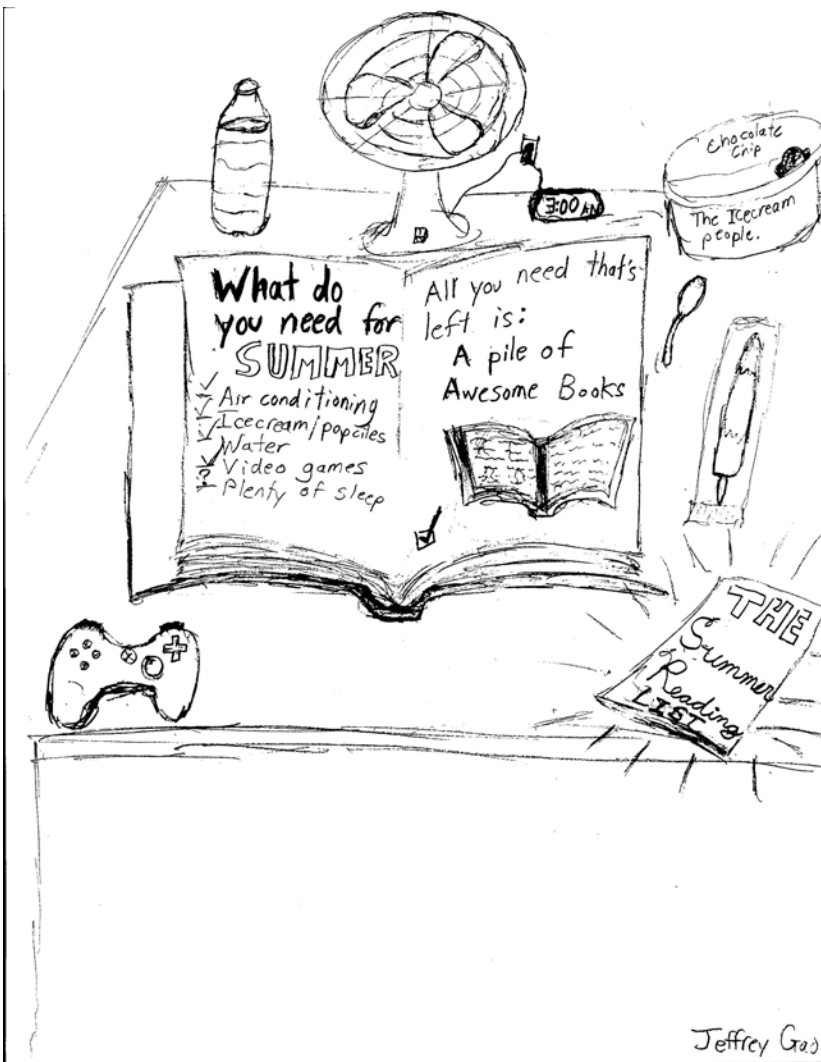 Chocolate
Chip
The Icecream
people.
3:00 AM
What do
you need for
SUMMER
Air conditioning
Icecream/popciles
Water
Video games
? Plenty of sleep
All you need that's
left is:
A pile of
Awesome Books
THE
Summer
Reading
LIST
Jeffrey Gao